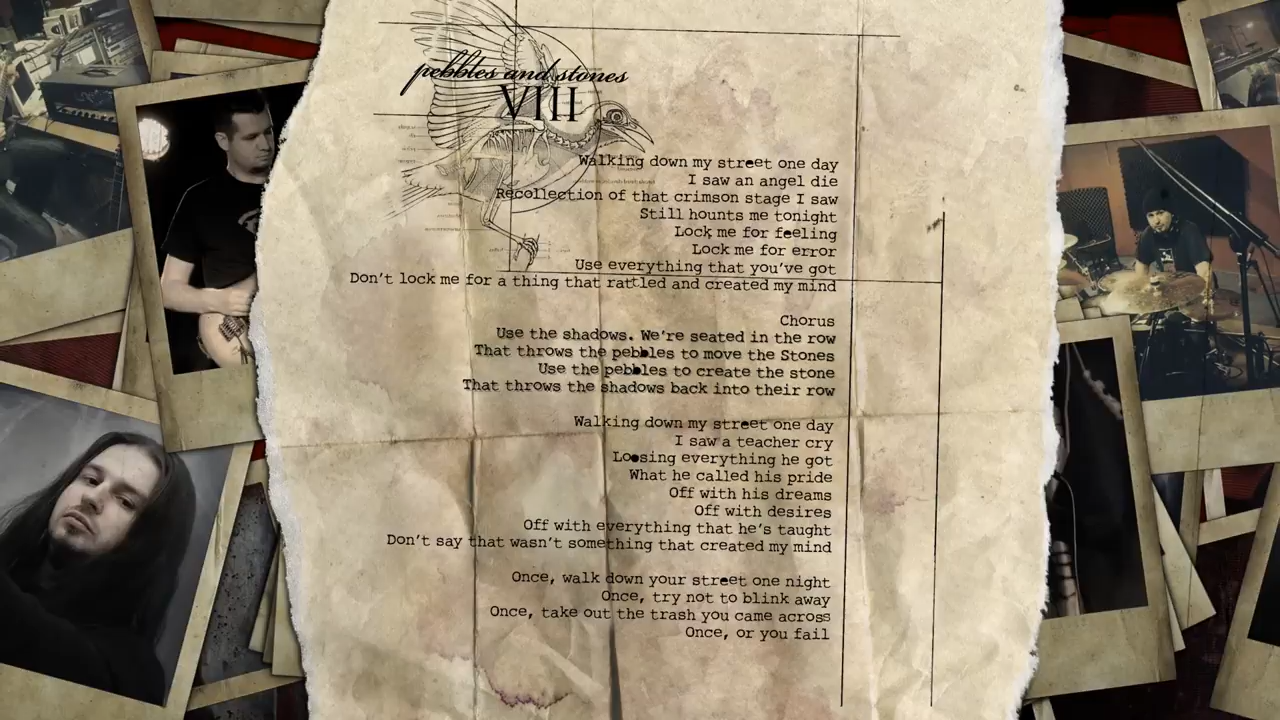 pebbles and stones
VIII
Walking down my street one day
I saw an angel die
Recollection of that crimson stage I saw
Still hounts me tonight
Lock me for feeling
Lock me for error
Use everything that you've got
Don't lock me for a thing that rattled and created my mind
Chorus
Use the shadows. We're seated in the row
That throws the pebbles to move the Stones
Use the pebbles to create the stone
That throws the shadows back into their row
Walking down my street one day
I saw a teacher cry
Loosing everything he got
What he called his pride
Off with his dreams
Off with desires
Off with everything that he's taught
Don't say that wasn't something that created my mind
Once, walk down your street one night
Once, try not to blink away
Once, take out the trash you came across
Once, or you fail